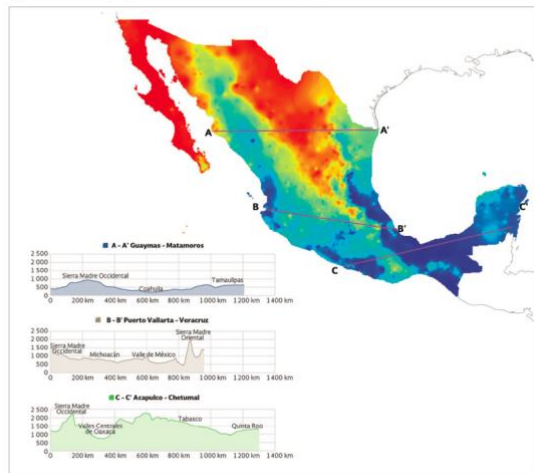 A
A'
B
B'
C
C'
A - A' Guaymas - Matamoros
2 500
2 000
1 500
1 000
500
0
Sierra Madre Occidental
Coahuila
Tamaulipas
0 km
200 km
400 km
600 km
800 km
1000 km
1200 km
1400 km
B - B' Puerto Vallarta - Veracruz
2 500
2 000
1 500
1 000
500
0
Sierra Madre
Occidental
Michoacán
Valle de México
Sierra Madre
Oriental
0 km
200 km
400 km
600 km
800 km
1000 km
1200 km
1400 km
C - C' Acapulco - Chetumal
2 500
2 000
1 500
1 000
500
0
Sierra Madre
Occidental
Valles Centrales
de Oaxaca
Tabasco
Quinta Roo
0 km
200 km
400 km
600 km
800 km
1000 km
1200 km
1400 km